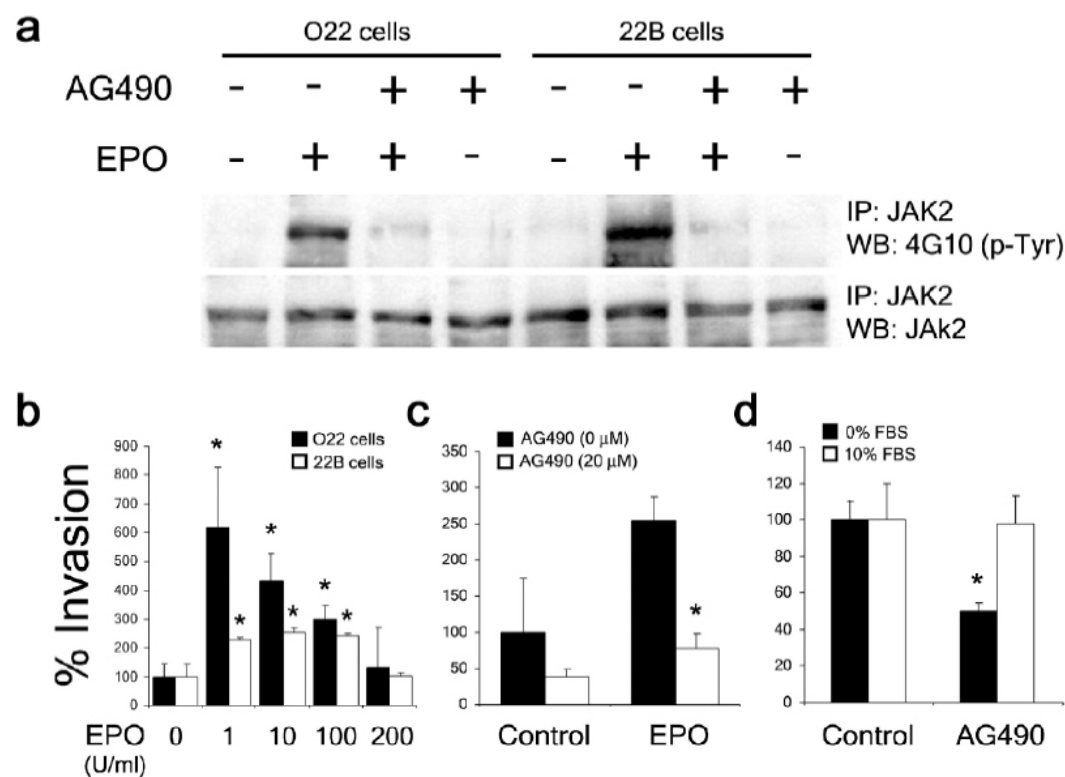 a
O22 cells 22B cells
AG490 - - + + - - + +
EPO - + + - - + + -
IP: JAK2
WB: 4G10 (p-Tyr)
IP: JAK2
WB: JAk2
b
% Invasion
900
800
700
600
500
400
300
200
100
0
O22 cells
22B cells
* * * * * *
EPO 0 1 10 100 200
(U/ml)
c
350
300
250
200
150
100
50
0
AG490 (0 µM)
AG490 (20 µM)
*
Control EPO
d
140
120
100
80
60
40
20
0
0% FBS
10% FBS
*
Control AG490